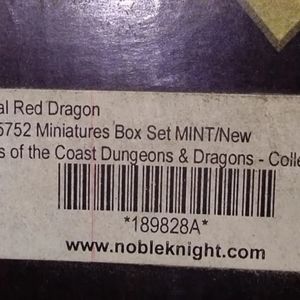 al Red Dragon
5752 Miniatures Box Set MINT/New
s of the Coast Dungeons & Dragons - Colle
*189828A*
www.nobleknight.com